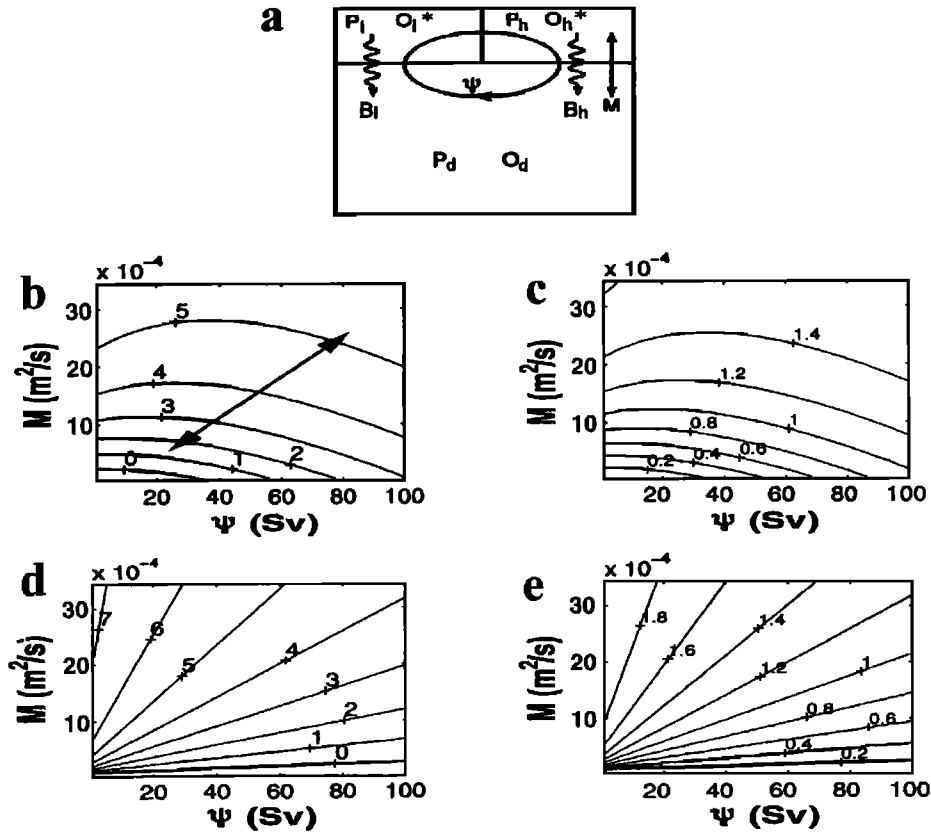 a
P_l O_l* P_h O_h*
Ψ
B_l B_h M
P_d O_d
b
x 10⁻⁴
M (m²/s)
30
20
10
5
4
3
2
1
0
20 40 60 80 100
Ψ (Sv)
c
x 10⁻⁴
M (m²/s)
30
20
10
1.4
1.2
1
0.8
0.6
0.4
0.2
20 40 60 80 100
Ψ (Sv)
d
x 10⁻⁴
M (m²/s)
30
20
10
7
6
5
4
3
2
1
0
20 40 60 80 100
Ψ (Sv)
e
x 10⁻⁴
M (m²/s)
30
20
10
1.8
1.6
1.4
1.2
1
0.8
0.6
0.4
0.2
20 40 60 80 100
Ψ (Sv)